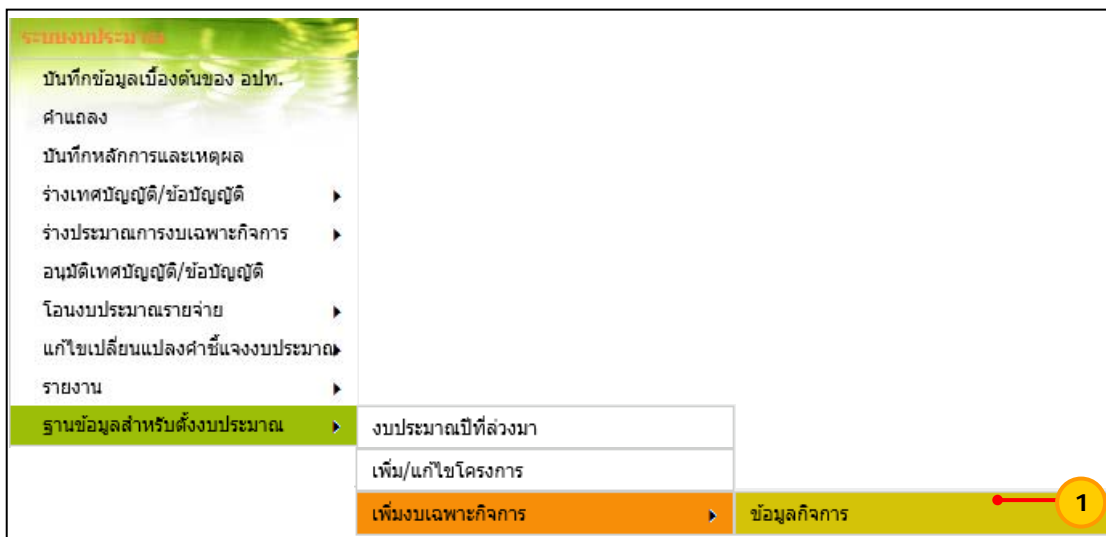 ระบบงบประมาณ
บันทึกข้อมูลเบื้องต้นของ อปท.
คำแถลง
บันทึกหลักการและเหตุผล
ร่างเทศบัญญัติ/ข้อบัญญัติ
ร่างประมาณการงบเฉพาะกิจการ
อนุมัติเทศบัญญัติ/ข้อบัญญัติ
โอนงบประมาณรายจ่าย
แก้ไขเปลี่ยนแปลงคำชี้แจงงบประมาณ
รายงาน
ฐานข้อมูลสำหรับตั้งงบประมาณ
งบประมาณปีที่ล่วงมา
เพิ่ม/แก้ไขโครงการ
เพิ่มงบเฉพาะกิจการ
ข้อมูลกิจการ
1